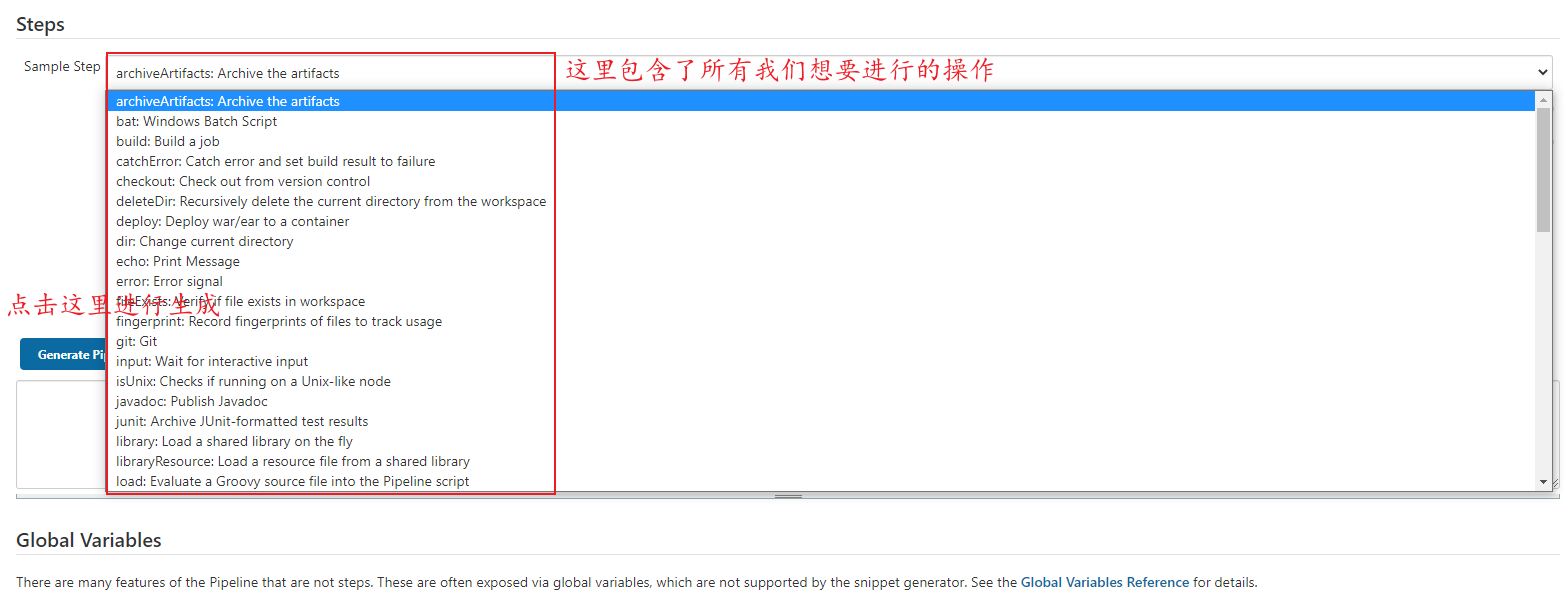 Steps
Sample Step
archiveArtifacts: Archive the artifacts
这里包含了所有我们想要进行的操作
archiveArtifacts: Archive the artifacts
bat: Windows Batch Script
build: Build a job
catchError: Catch error and set build result to failure
checkout: Check out from version control
deleteDir: Recursively delete the current directory from the workspace
deploy: Deploy war/ear to a container
dir: Change current directory
echo: Print Message
error: Error signal
fileExists: Verify if file exists in workspace
点击这里进行生成
fingerprint: Record fingerprints of files to track usage
git: Git
input: Wait for interactive input
Generate Pip
isUnix: Checks if running on a Unix-like node
javadoc: Publish Javadoc
junit: Archive JUnit-formatted test results
library: Load a shared library on the fly
libraryResource: Load a resource file from a shared library
load: Evaluate a Groovy source file into the Pipeline script
Global Variables
There are many features of the Pipeline that are not steps. These are often exposed via global variables, which are not supported by the snippet generator. See the Global Variables Reference for details.